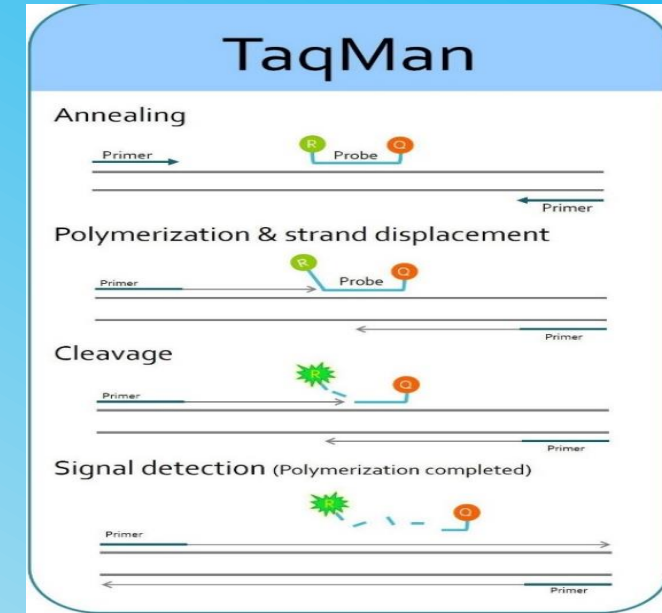 TaqMan
Annealing
Primer
R Probe Q
Primer
Polymerization & strand displacement
R
Primer Probe Q
Primer
Cleavage
R
Primer Q
Primer
Signal detection (Polymerization completed)
R Q
Primer
Primer